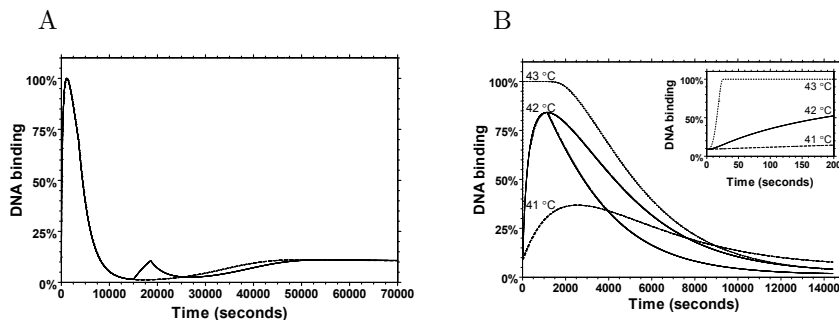 A
DNA binding
100%
75%
50%
25%
0%
0 10000 20000 30000 40000 50000 60000 70000
Time (seconds)
B
DNA binding
100%
75%
50%
25%
0%
43 °C
42 °C
41 °C
0 2000 4000 6000 8000 10000 12000 14000
Time (seconds)
DNA binding
100%
50%
0%
43 °C
42 °C
41 °C
0 50 100 150 200
Time (seconds)